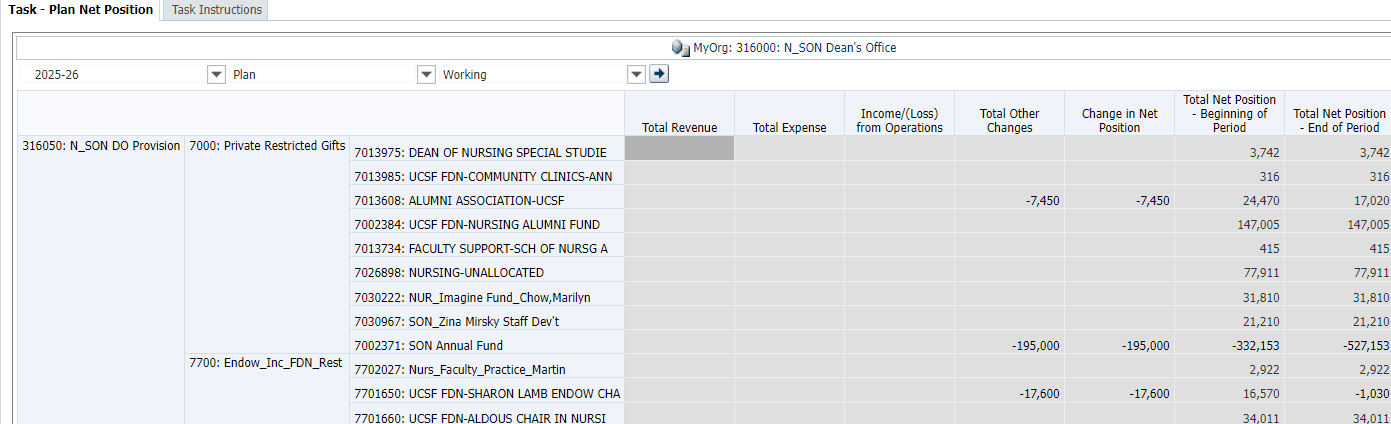 Task - Plan Net Position Task Instructions
MyOrg: 316000: N_SON Dean's Office
2025-26 Plan Working
Total Revenue Total Expense Income/(Loss) from Operations Total Other Changes Change in Net Position Total Net Position - Beginning of Period Total Net Position - End of Period
316050: N_SON DO Provision 7000: Private Restricted Gifts 7013975: DEAN OF NURSING SPECIAL STUDIE 3,742 3,742
7013985: UCSF FDN-COMMUNITY CLINICS-ANN 316 316
7013608: ALUMNI ASSOCIATION-UCSF -7,450 -7,450 24,470 17,020
7002384: UCSF FDN-NURSING ALUMNI FUND 147,005 147,005
7013734: FACULTY SUPPORT-SCH OF NURSG A 415 415
7026898: NURSING-UNALLOCATED 77,911 77,911
7030222: NUR_Imagine Fund_Chow,Marilyn 31,810 31,810
7030967: SON_Zina Mirsky Staff Dev't 21,210 21,210
7002371: SON Annual Fund -195,000 -195,000 -332,153 -527,153
7700: Endow_Inc_FDN_Rest 7702027: Nurs_Faculty_Practice_Martin 2,922 2,922
7701650: UCSF FDN-SHARON LAMB ENDOW CHA -17,600 -17,600 16,570 -1,030
7701660: UCSF FDN-ALDOUS CHAIR IN NURSI 34,011 34,011